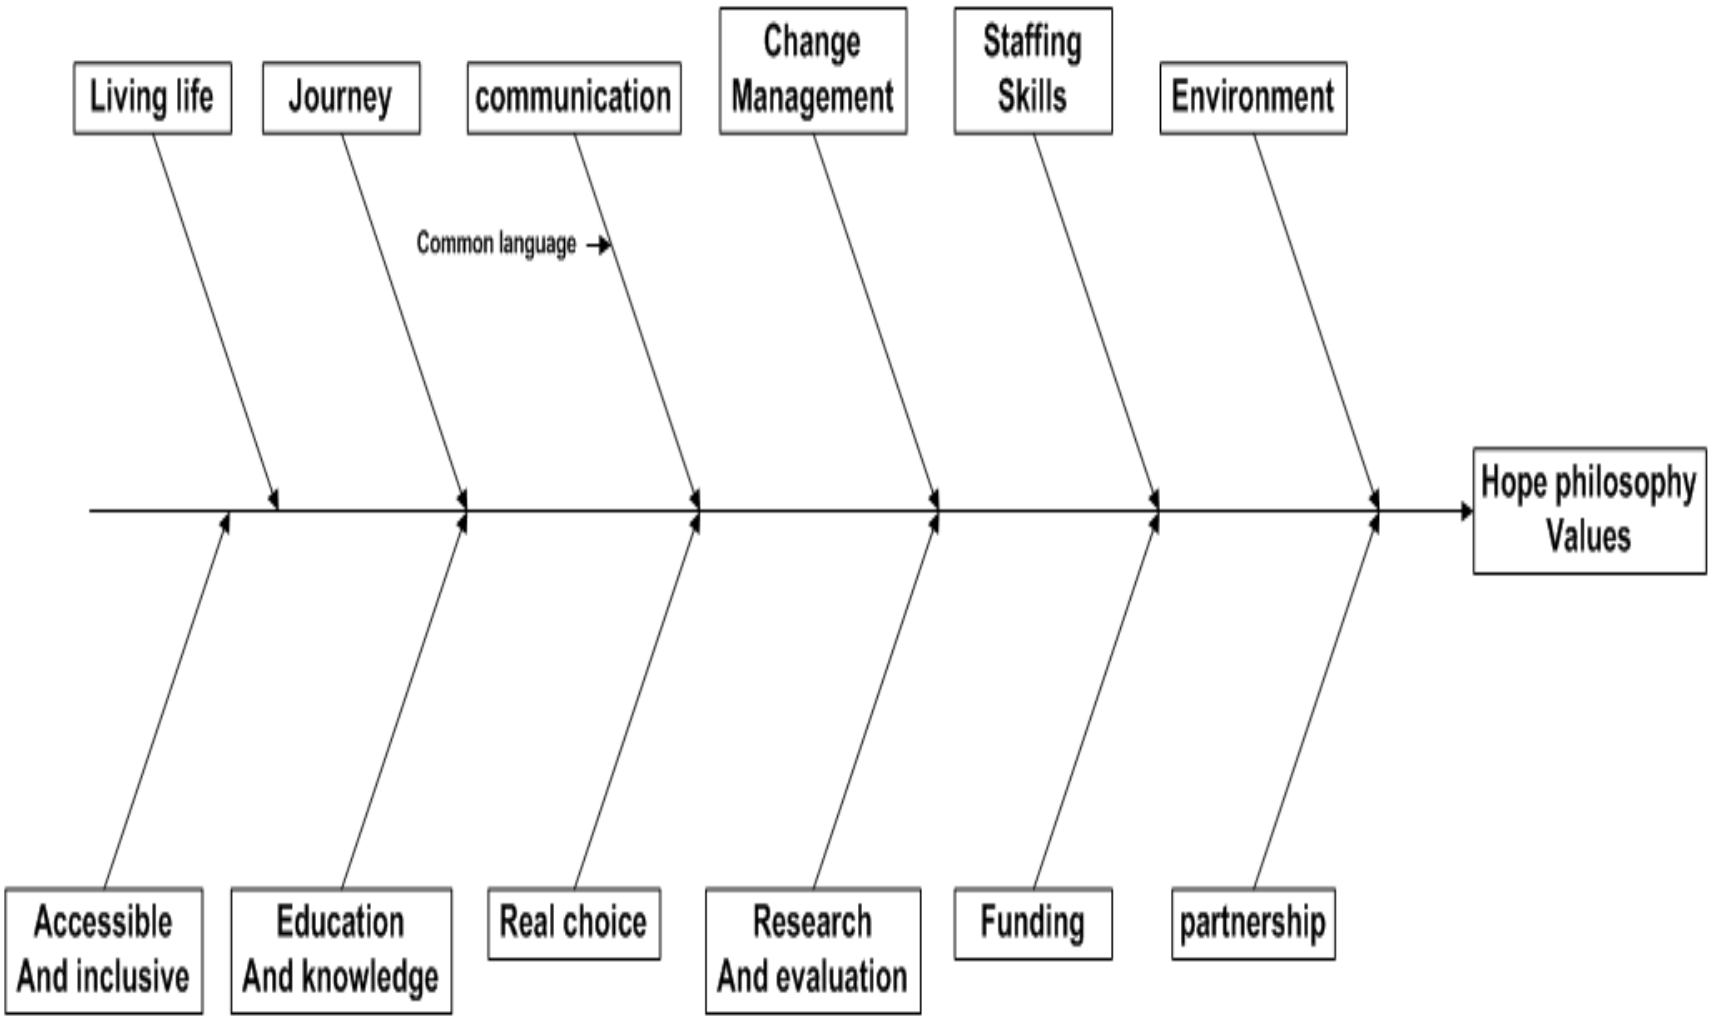 Change
Management
Staffing
Skills
Living life
Journey
communication
Environment
Common language
Hope philosophy
Values
Accessible
And inclusive
Education
And knowledge
Real choice
Research
And evaluation
Funding
partnership